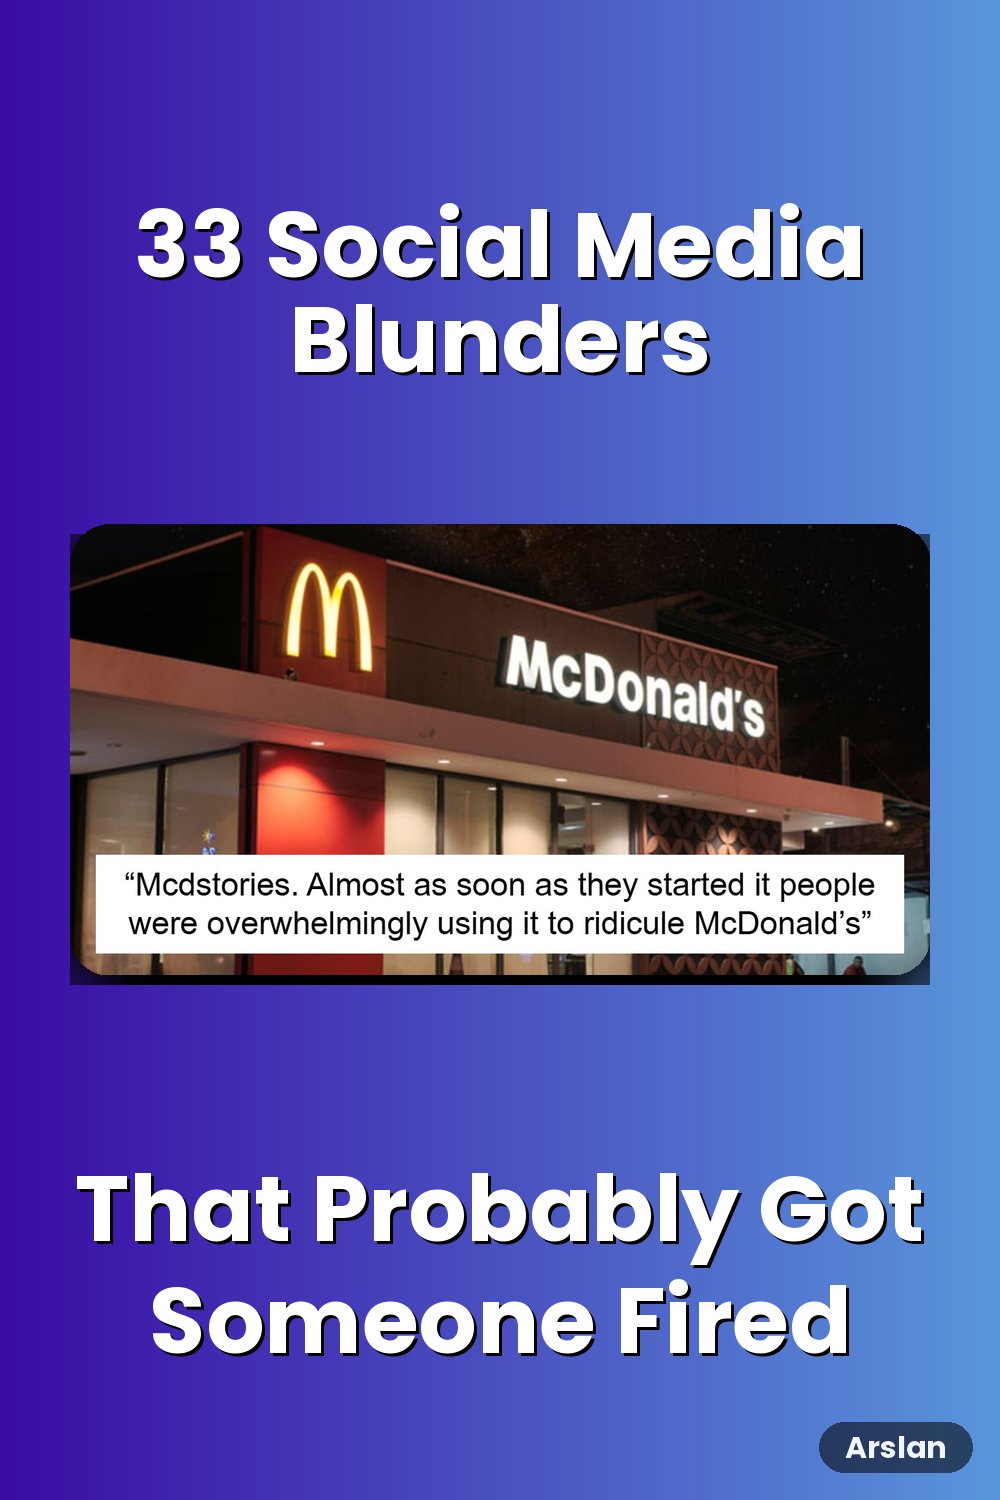 33 Social Media
Blunders
McDonald's
“Mcdstories. Almost as soon as they started it people
were overwhelmingly using it to ridicule McDonald’s”
That Probably Got
Someone Fired
Arslan